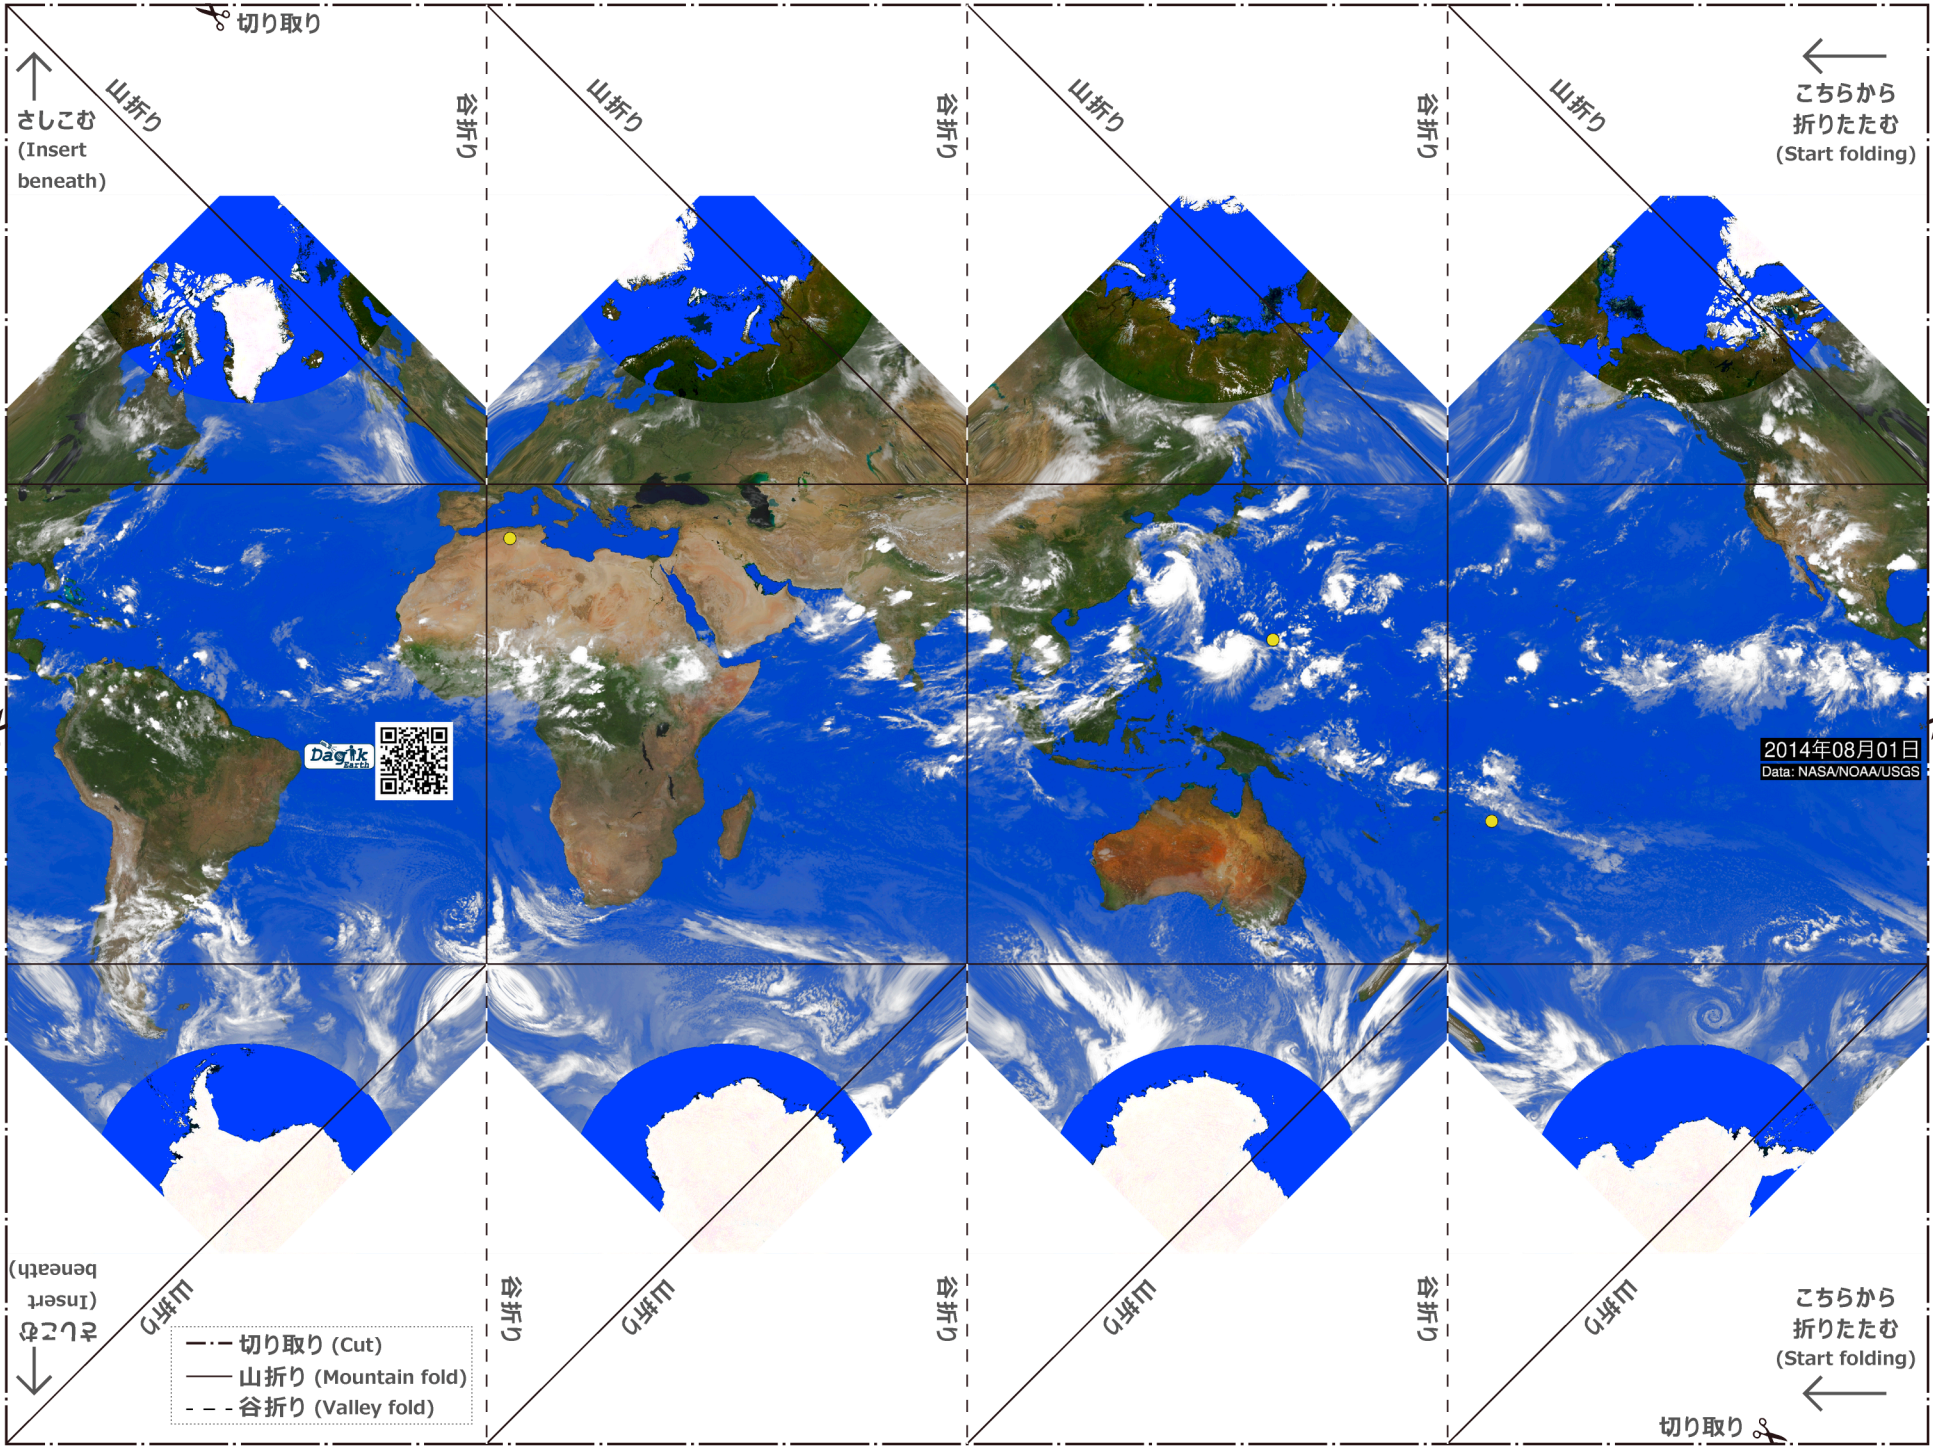 切り取り
さしこむ
(Insert
beneath)
山折り
谷折り
山折り
谷折り
山折り
谷折り
山折り
こちらから
折りたたむ
(Start folding)
Dagik
Earth
2014年08月01日
Data: NASA/NOAA/USGS
さしこむ
(Insert
beneath)
山折り
谷折り
山折り
谷折り
山折り
谷折り
山折り
こちらから
折りたたむ
(Start folding)
切り取り (Cut)
山折り (Mountain fold)
谷折り (Valley fold)
切り取り